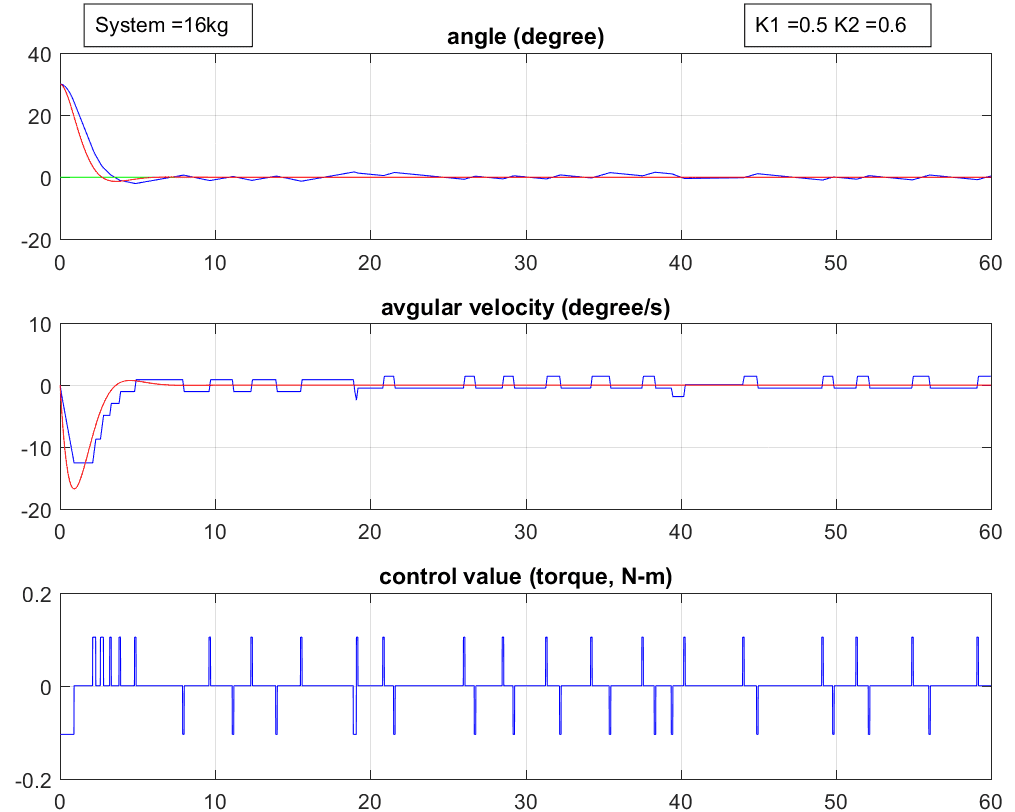 System =16kg
K1 =0.5 K2 =0.6
angle (degree)
40
20
0
-20
0 10 20 30 40 50 60
avgular velocity (degree/s)
10
0
-10
-20
0 10 20 30 40 50 60
control value (torque, N-m)
0.2
0
-0.2
0 10 20 30 40 50 60